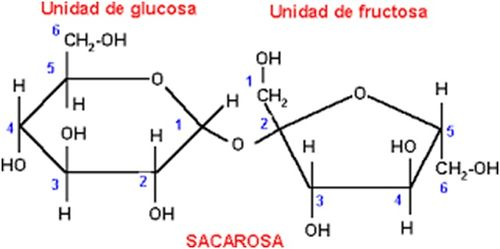 Unidad de glucosa
Unidad de fructosa
6
CH2-OH
5
O
H
H
H
4
HO
OH
3
H
H
2
OH
1
H
O
OH
1
CH2
2
O
H
5
H
HO
3
OH
4
H
CH2-OH
6
SACAROSA